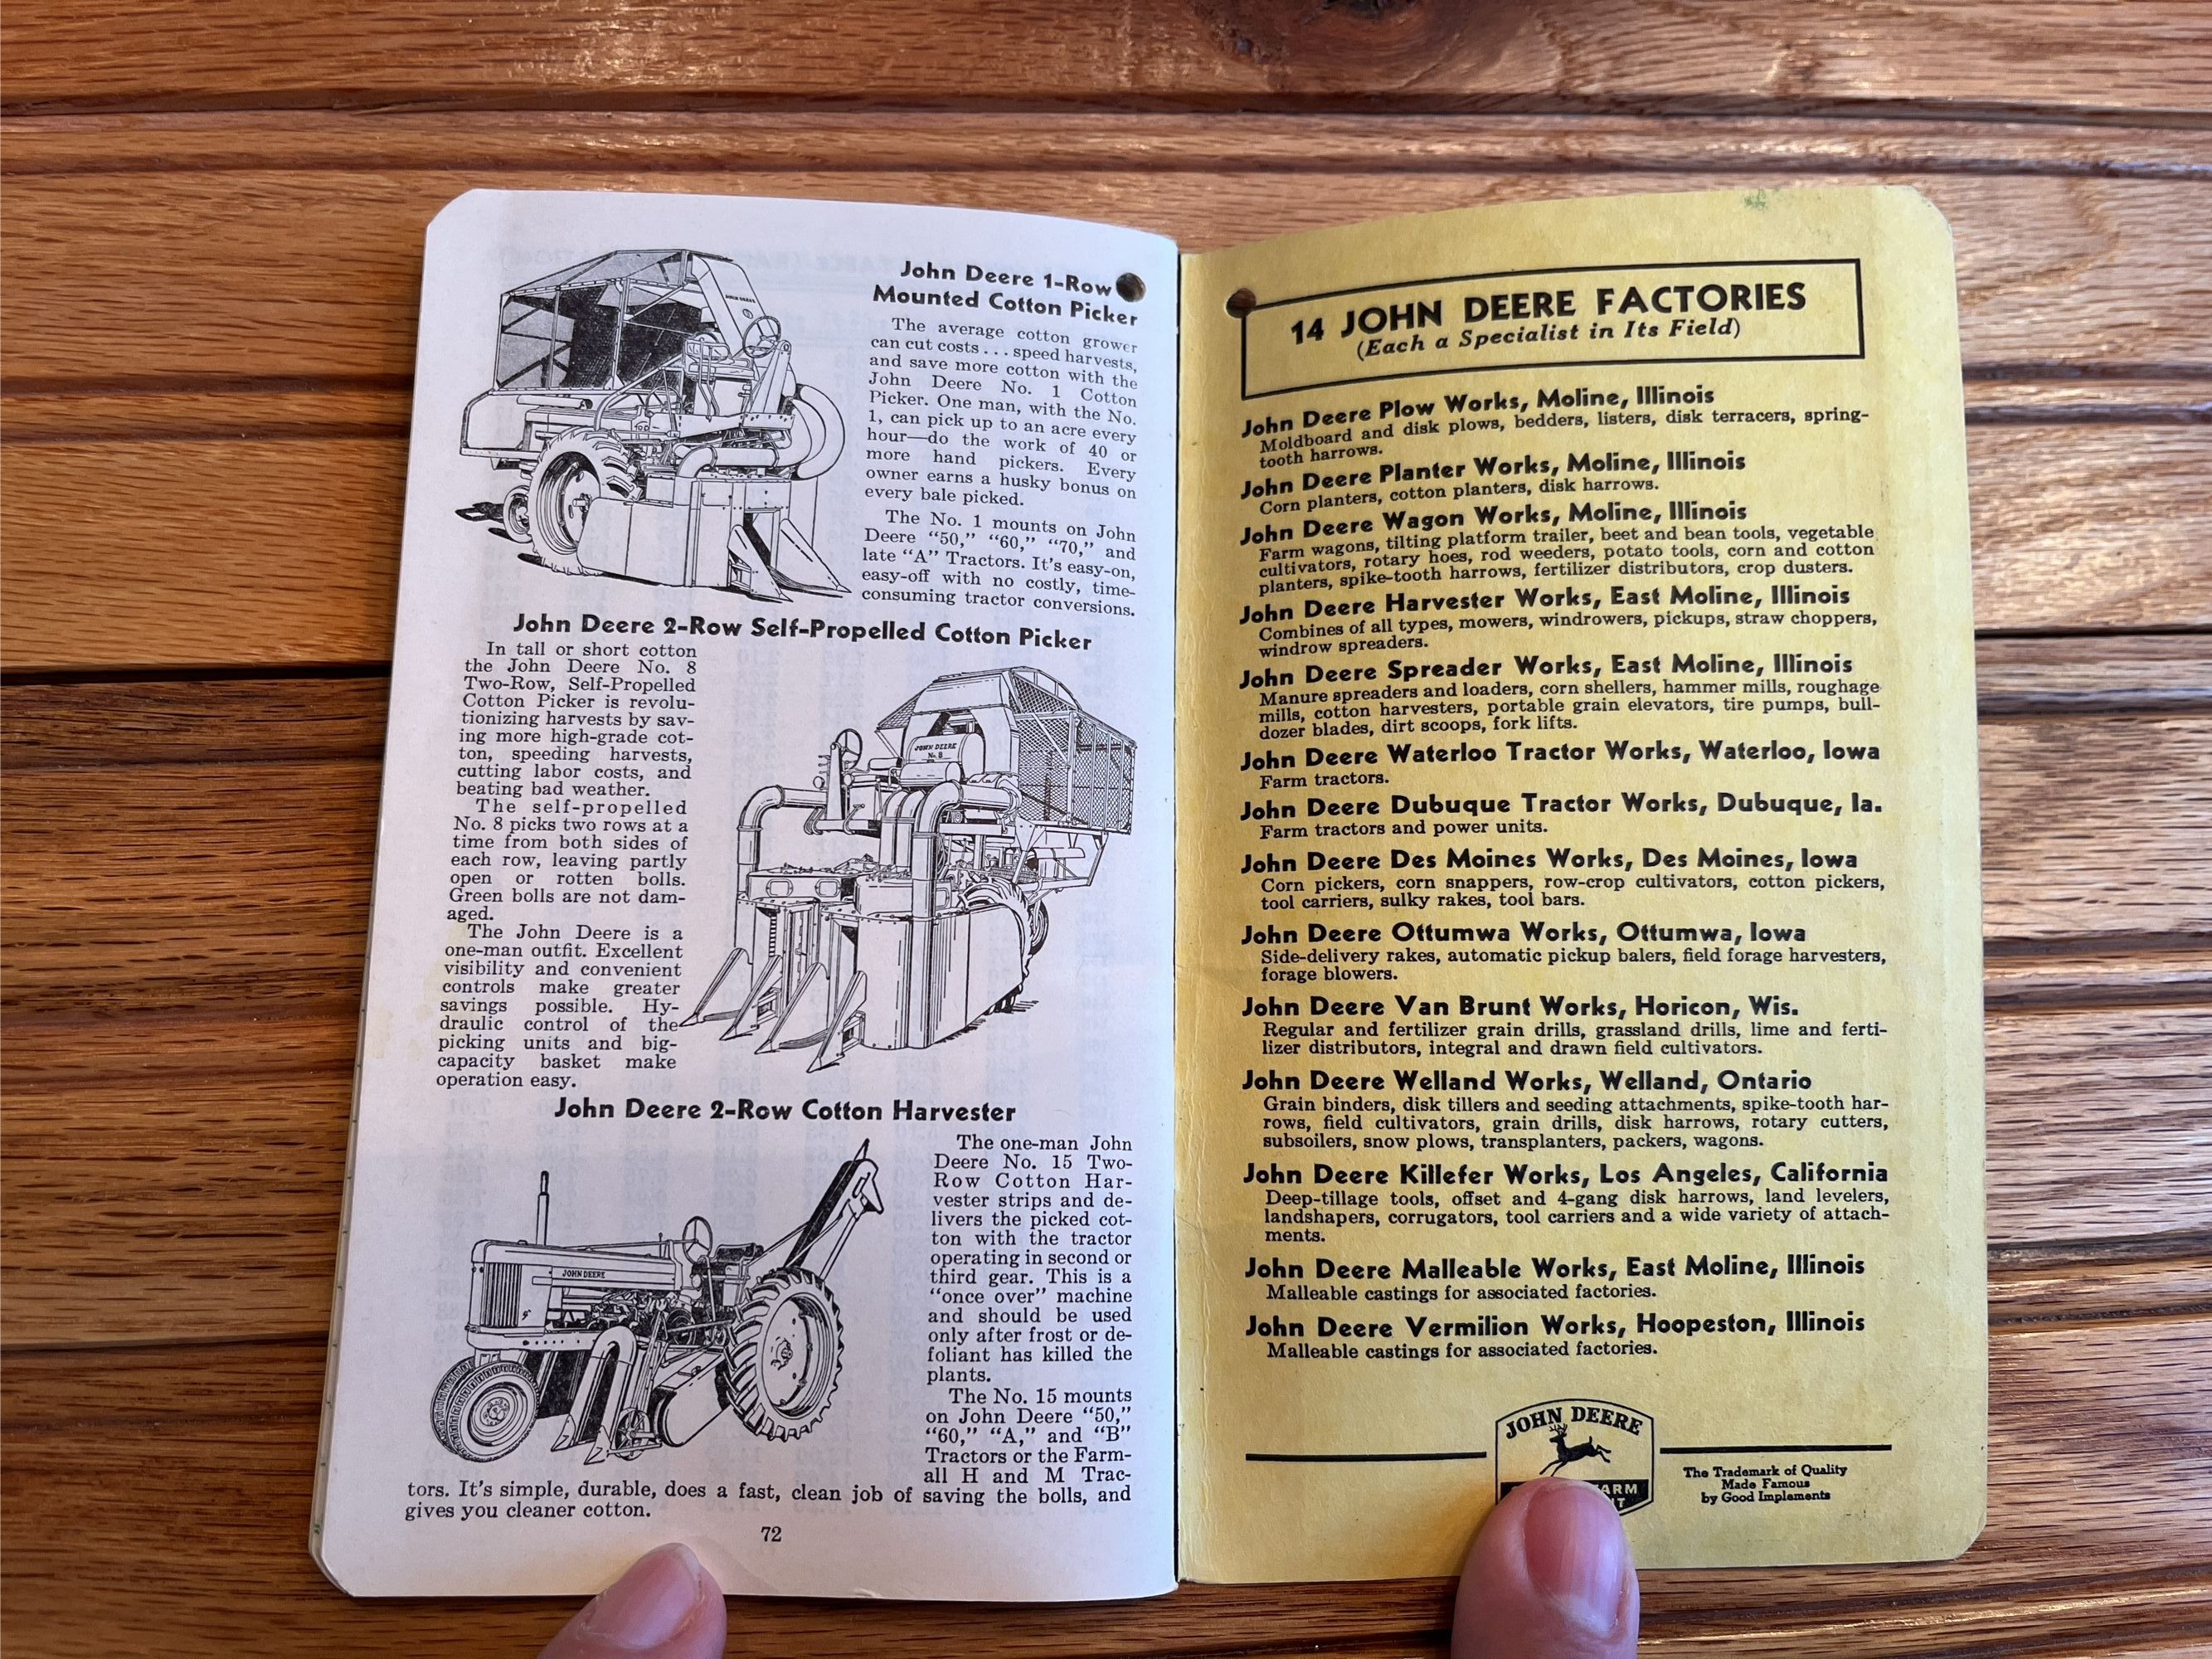 John Deere 1-Row
Mounted Cotton Picker
The average cotton grower
can cut costs . . . speed harvests,
and save more cotton with the
John Deere No. 1 Cotton
Picker. One man, with the No.
1, can pick up to an acre every
hour—do the work of 40 or
more hand pickers. Every
owner earns a husky bonus on
every bale picked.
The No. 1 mounts on John
Deere "50," "60," "70," and
late "A" Tractors. It's easy-on,
easy-off with no costly, time-
consuming tractor conversions.
John Deere 2-Row Self-Propelled Cotton Picker
In tall or short cotton
the John Deere No. 8
Two-Row, Self-Propelled
Cotton Picker is revolu-
tionizing harvests by sav-
ing more high-grade cot-
ton, speeding harvests,
cutting labor costs, and
beating bad weather.
The self-propelled
No. 8 picks two rows at a
time from both sides of
each row, leaving partly
open or rotten bolls.
Green bolls are not dam-
aged.
The John Deere is a
one-man outfit. Excellent
visibility and convenient
controls make greater
savings possible. Hy-
draulic control of the
picking units and big-
capacity basket make
operation easy.
JOHN DEERE
No. 8
John Deere 2-Row Cotton Harvester
JOHN DEERE
The one-man John
Deere No. 15 Two-
Row Cotton Har-
vester strips and de-
livers the picked cot-
ton with the tractor
operating in second or
third gear. This is a
"once over" machine
and should be used
only after frost or de-
foliant has killed the
plants.
The No. 15 mounts
on John Deere "50,"
"60," "A," and "B"
Tractors or the Farm-
all H and M Trac-
tors. It's simple, durable, does a fast, clean job of saving the bolls, and
gives you cleaner cotton.
72
14 JOHN DEERE FACTORIES
(Each a Specialist in Its Field)
John Deere Plow Works, Moline, Illinois
Moldboard and disk plows, bedders, listers, disk terracers, spring-
tooth harrows.
John Deere Planter Works, Moline, Illinois
Corn planters, cotton planters, disk harrows.
John Deere Wagon Works, Moline, Illinois
Farm wagons, tilting platform trailer, beet and bean tools, vegetable
cultivators, rotary hoes, rod weeders, potato tools, corn and cotton
planters, spike-tooth harrows, fertilizer distributors, crop dusters.
John Deere Harvester Works, East Moline, Illinois
Combines of all types, mowers, windrowers, pickups, straw choppers,
windrow spreaders.
John Deere Spreader Works, East Moline, Illinois
Manure spreaders and loaders, corn shellers, hammer mills, roughage
mills, cotton harvesters, portable grain elevators, tire pumps, bull-
dozer blades, dirt scoops, fork lifts.
John Deere Waterloo Tractor Works, Waterloo, Iowa
Farm tractors.
John Deere Dubuque Tractor Works, Dubuque, Ia.
Farm tractors and power units.
John Deere Des Moines Works, Des Moines, Iowa
Corn pickers, corn snappers, row-crop cultivators, cotton pickers,
tool carriers, sulky rakes, tool bars.
John Deere Ottumwa Works, Ottumwa, Iowa
Side-delivery rakes, automatic pickup balers, field forage harvesters,
forage blowers.
John Deere Van Brunt Works, Horicon, Wis.
Regular and fertilizer grain drills, grassland drills, lime and ferti-
lizer distributors, integral and drawn field cultivators.
John Deere Welland Works, Welland, Ontario
Grain binders, disk tillers and seeding attachments, spike-tooth har-
rows, field cultivators, grain drills, disk harrows, rotary cutters,
subsoilers, snow plows, transplanters, packers, wagons.
John Deere Killefer Works, Los Angeles, California
Deep-tillage tools, offset and 4-gang disk harrows, land levelers,
landshapers, corrugators, tool carriers and a wide variety of attach-
ments.
John Deere Malleable Works, East Moline, Illinois
Malleable castings for associated factories.
John Deere Vermilion Works, Hoopeston, Illinois
Malleable castings for associated factories.
JOHN DEERE
The Trademark of Quality
Made Famous
by Good Implements